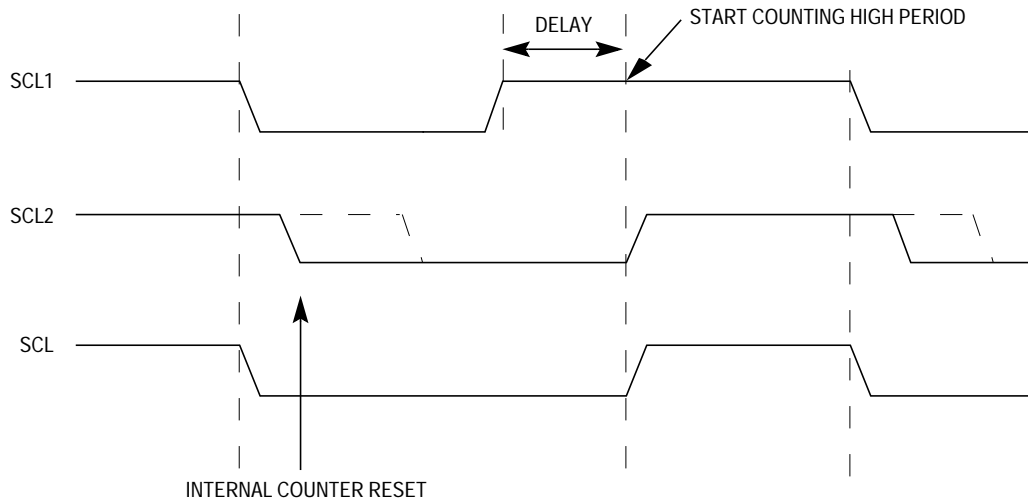 START COUNTING HIGH PERIOD
DELAY
SCL1
SCL2
SCL
INTERNAL COUNTER RESET